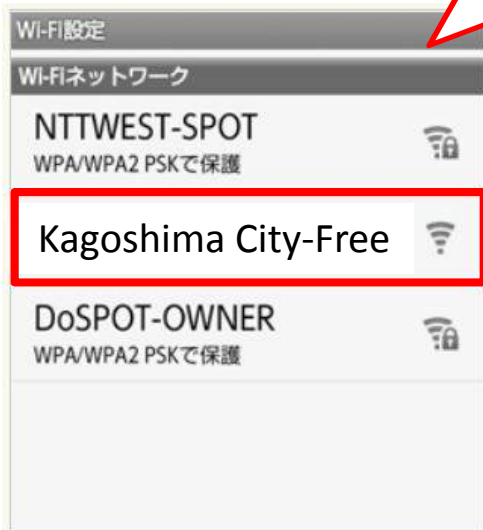 Wi-Fi設定
Wi-Fiネットワーク
NTTWEST-SPOT
WPA/WPA2 PSKで保護
Kagoshima City-Free
DoSPOT-OWNER
WPA/WPA2 PSKで保護